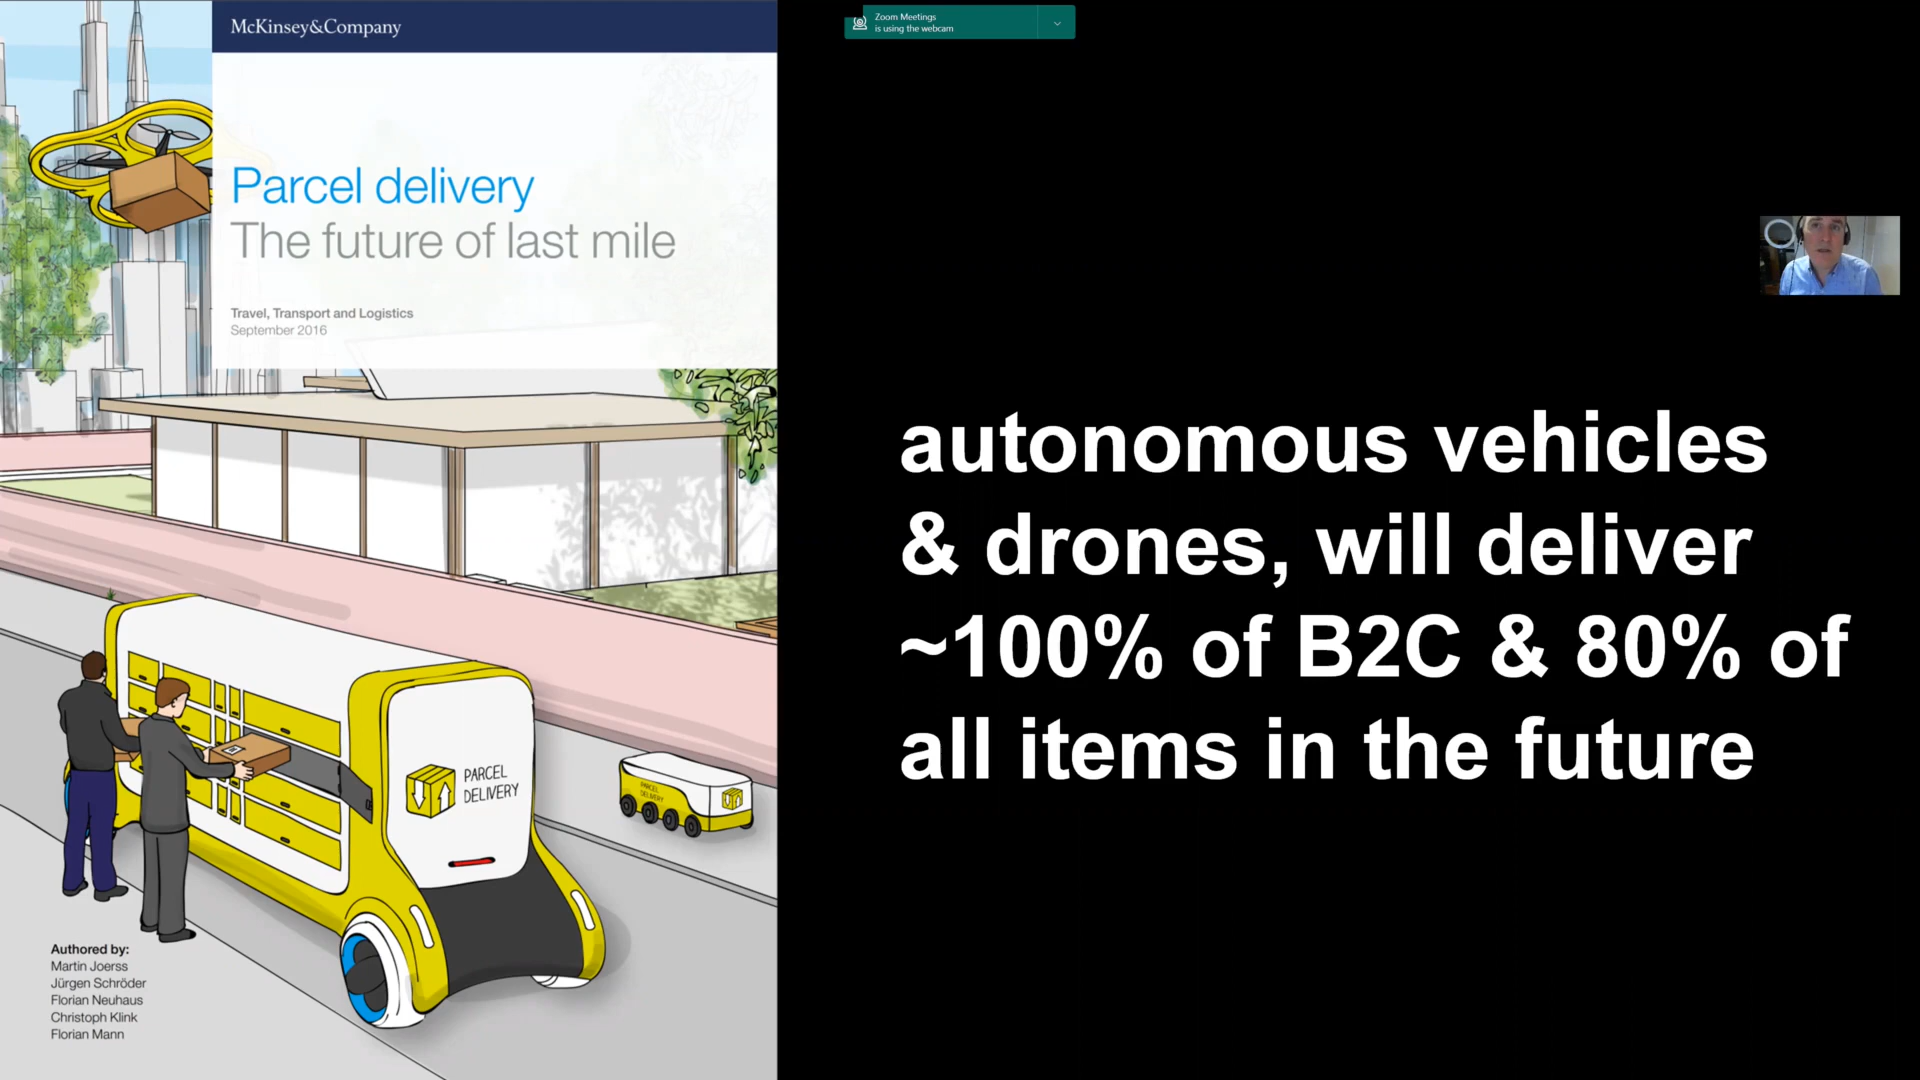 McKinsey&Company
Parcel delivery
The future of last mile
Travel, Transport and Logistics
September 2016
PARCEL
DELIVERY
PARCEL
DELIVERY
Authored by:
Martin Joerss
Jürgen Schröder
Florian Neuhaus
Christoph Klink
Florian Mann
Zoom Meetings
is using the webcam
autonomous vehicles
& drones, will deliver
~100% of B2C & 80% of
all items in the future